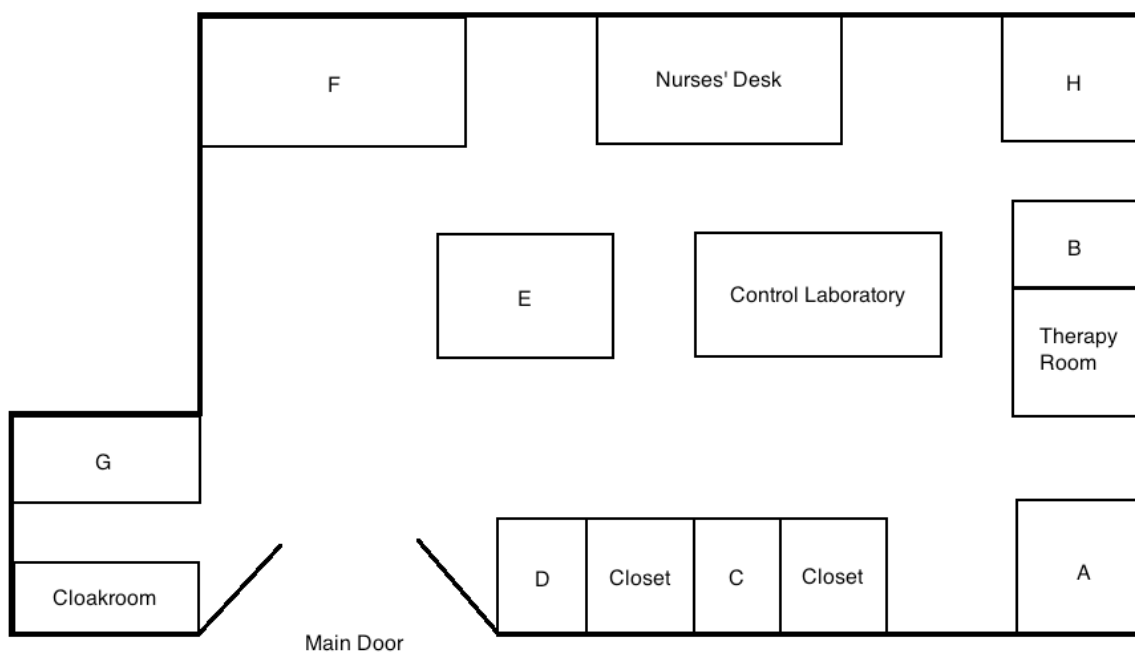 F
Nurses' Desk
H
B
E
Control Laboratory
Therapy
Room
G
D
Closet
C
Closet
A
Cloakroom
Main Door